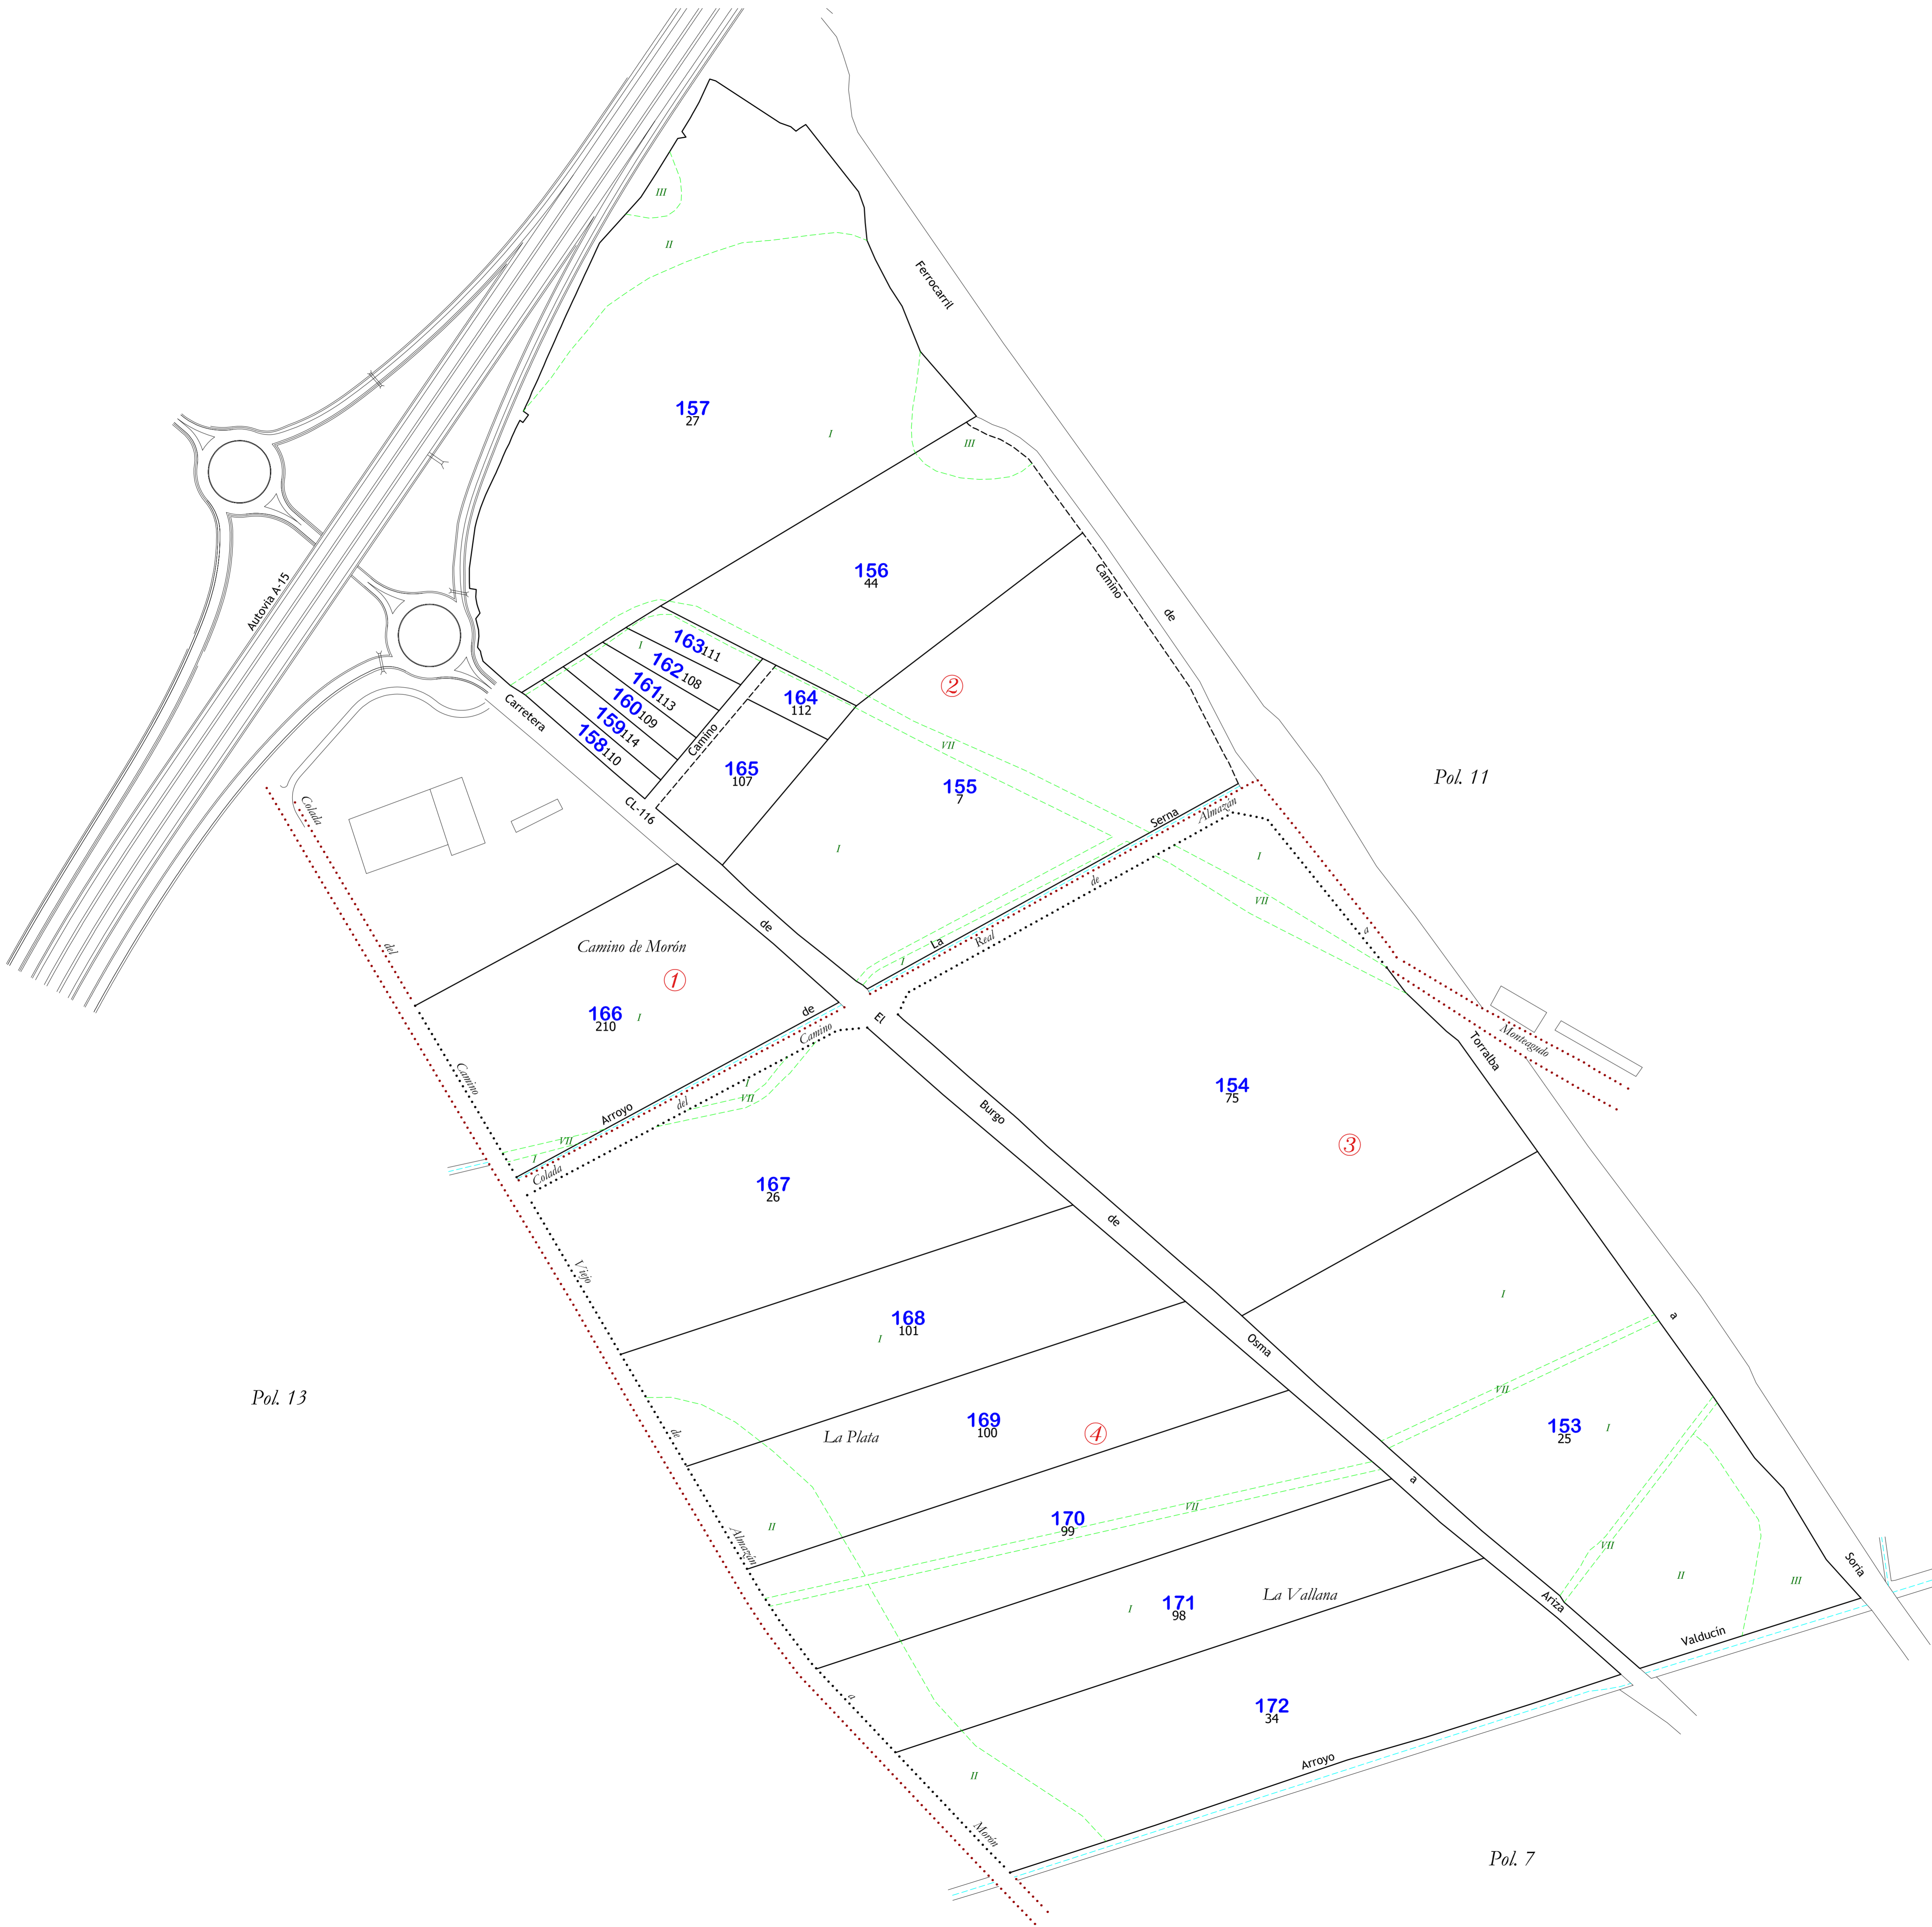 III
II
Ferrocarril
157
27
I
III
156
44
Autovía A-15
Camino
de
163 111
I
162 108
161 113
160 109
159 114
158 110
164
112
②
Carretera
Camino
VII
165
107
155
7
Pol. 11
CL-116
Colada
Serna
Almazán
I
I
de
VII
del
de
Camino de Morón
La
Real
a
I
①
166
210
I
de
El
Camino
Monteagudo
Torralba
Camino
154
75
I
VII
del
Arroyo
Burgo
VII
I
Colada
③
167
26
de
Viejo
I
168
101
I
a
Osma
VII
Pol. 13
169
100
④
La Plata
de
153
25
I
a
VII
170
99
II
Almazán
VII
Soria
II
III
171
98
I
La Vallana
Ariza
Valducín
a
172
34
Arroyo
II
Morón
Pol. 7